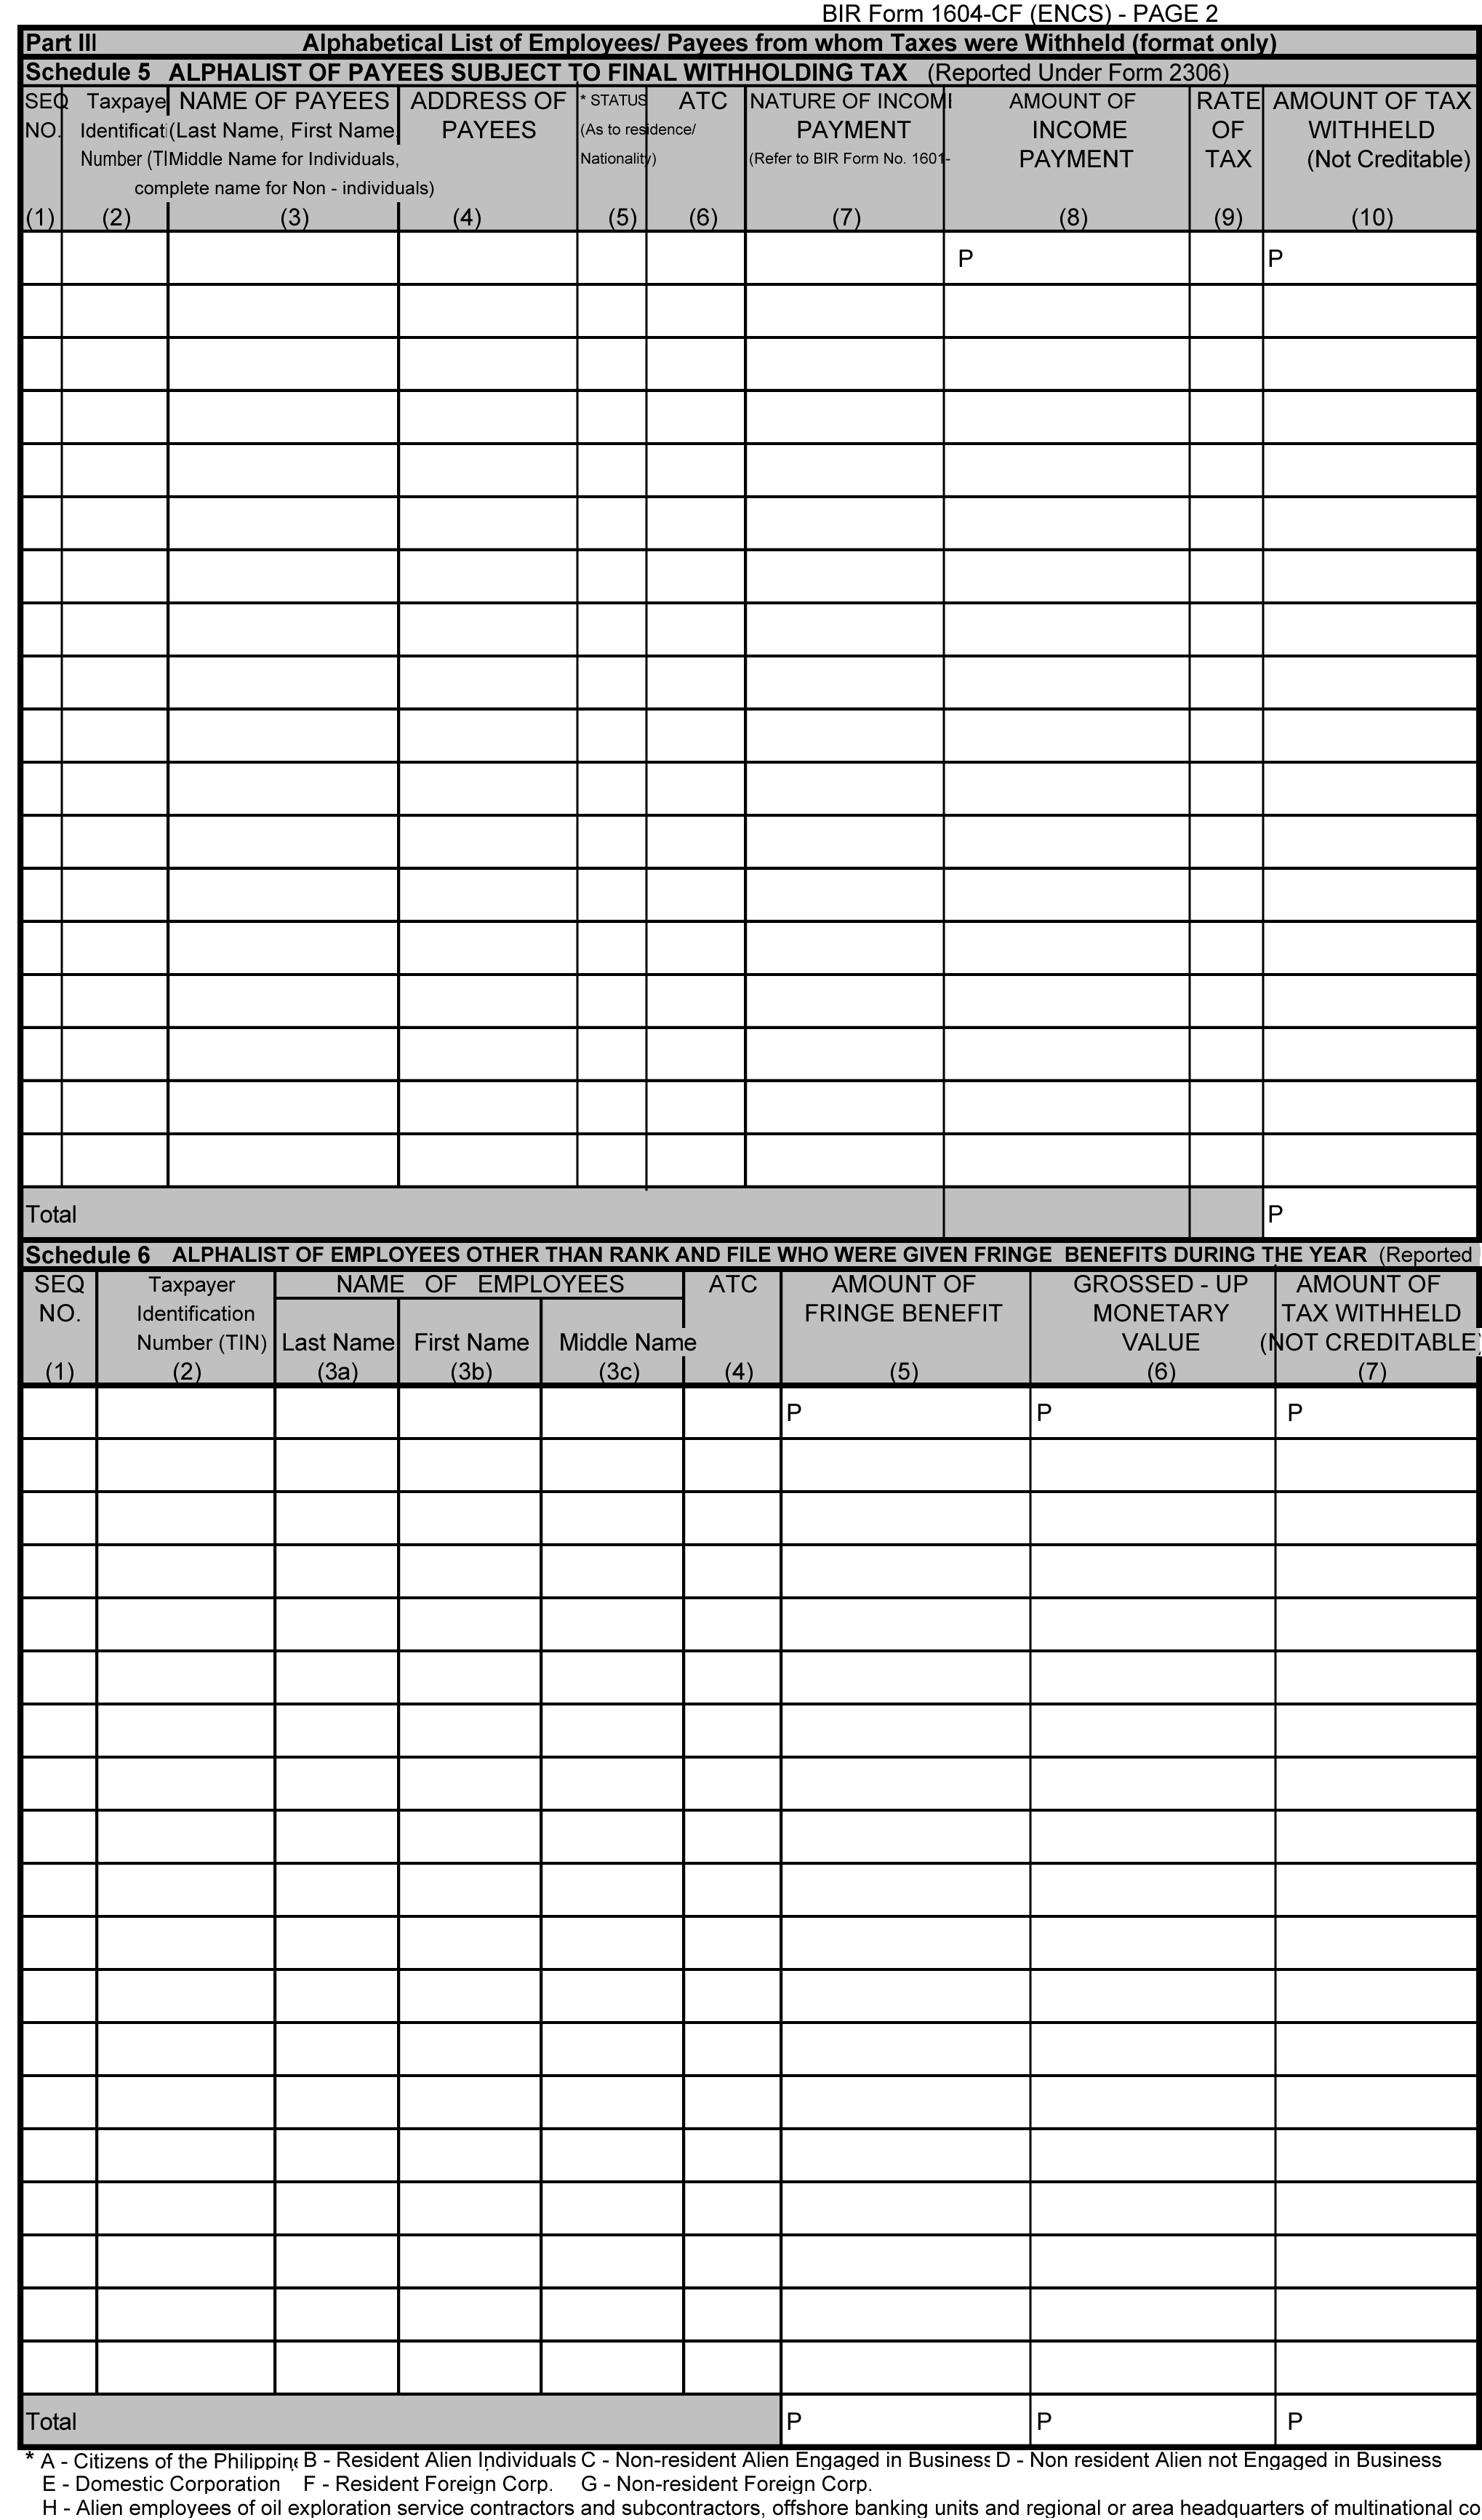 BIR Form 1604-CF (ENCS) - PAGE 2
Part III Alphabetical List of Employees/ Payees from whom Taxes were Withheld (format only)
Schedule 5 ALPHALIST OF PAYEES SUBJECT TO FINAL WITHHOLDING TAX (Reported Under Form 2306)
SEQ Taxpaye NAME OF PAYEES ADDRESS OF * STATUS ATC NATURE OF INCOME AMOUNT OF RATE AMOUNT OF TAX
NO. Identificati (Last Name, First Name, PAYEES (As to residence/ PAYMENT INCOME OF WITHHELD
Number (TI Middle Name for Individuals, Nationality) (Refer to BIR Form No. 1601- PAYMENT TAX (Not Creditable)
complete name for Non - individuals)
(1) (2) (3) (4) (5) (6) (7) (8) (9) (10)
P P
Total P
Schedule 6 ALPHALIST OF EMPLOYEES OTHER THAN RANK AND FILE WHO WERE GIVEN FRINGE BENEFITS DURING THE YEAR (Reported
SEQ Taxpayer NAME OF EMPLOYEES ATC AMOUNT OF GROSSED - UP AMOUNT OF
NO. Identification FRINGE BENEFIT MONETARY TAX WITHHELD
Number (TIN) Last Name First Name Middle Name VALUE (NOT CREDITABLE)
(1) (2) (3a) (3b) (3c) (4) (5) (6) (7)
P P P
Total P P P
* A - Citizens of the Philippine B - Resident Alien Individuals C - Non-resident Alien Engaged in Business D - Non resident Alien not Engaged in Business
E - Domestic Corporation F - Resident Foreign Corp. G - Non-resident Foreign Corp.
H - Alien employees of oil exploration service contractors and subcontractors, offshore banking units and regional or area headquarters of multinational co